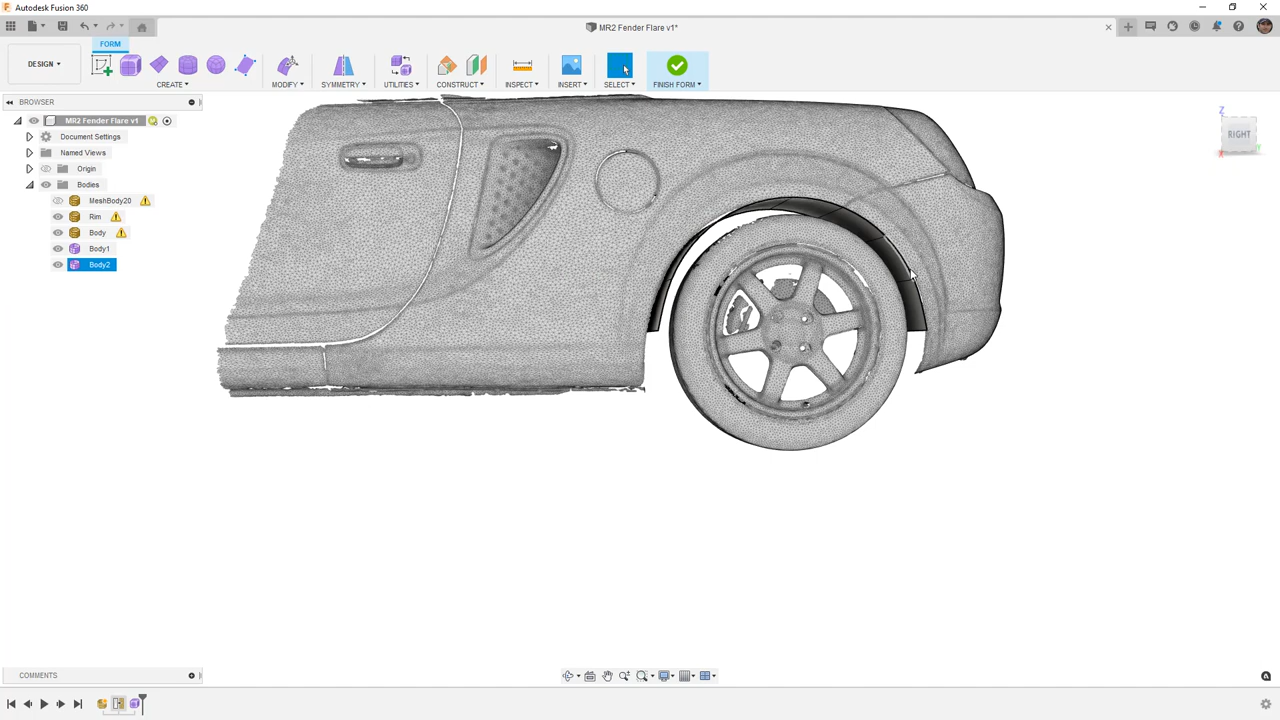 Autodesk Fusion 360
MR2 Fender Flare v1*
FORM
DESIGN
CREATE
MODIFY
SYMMETRY
UTILITIES
CONSTRUCT
INSPECT
INSERT
SELECT
FINISH FORM
BROWSER
MR2 Fender Flare v1
Document Settings
Named Views
Origin
Bodies
MeshBody20
Rim
Body
Body1
Body2
Z
RIGHT
X
Y
COMMENTS